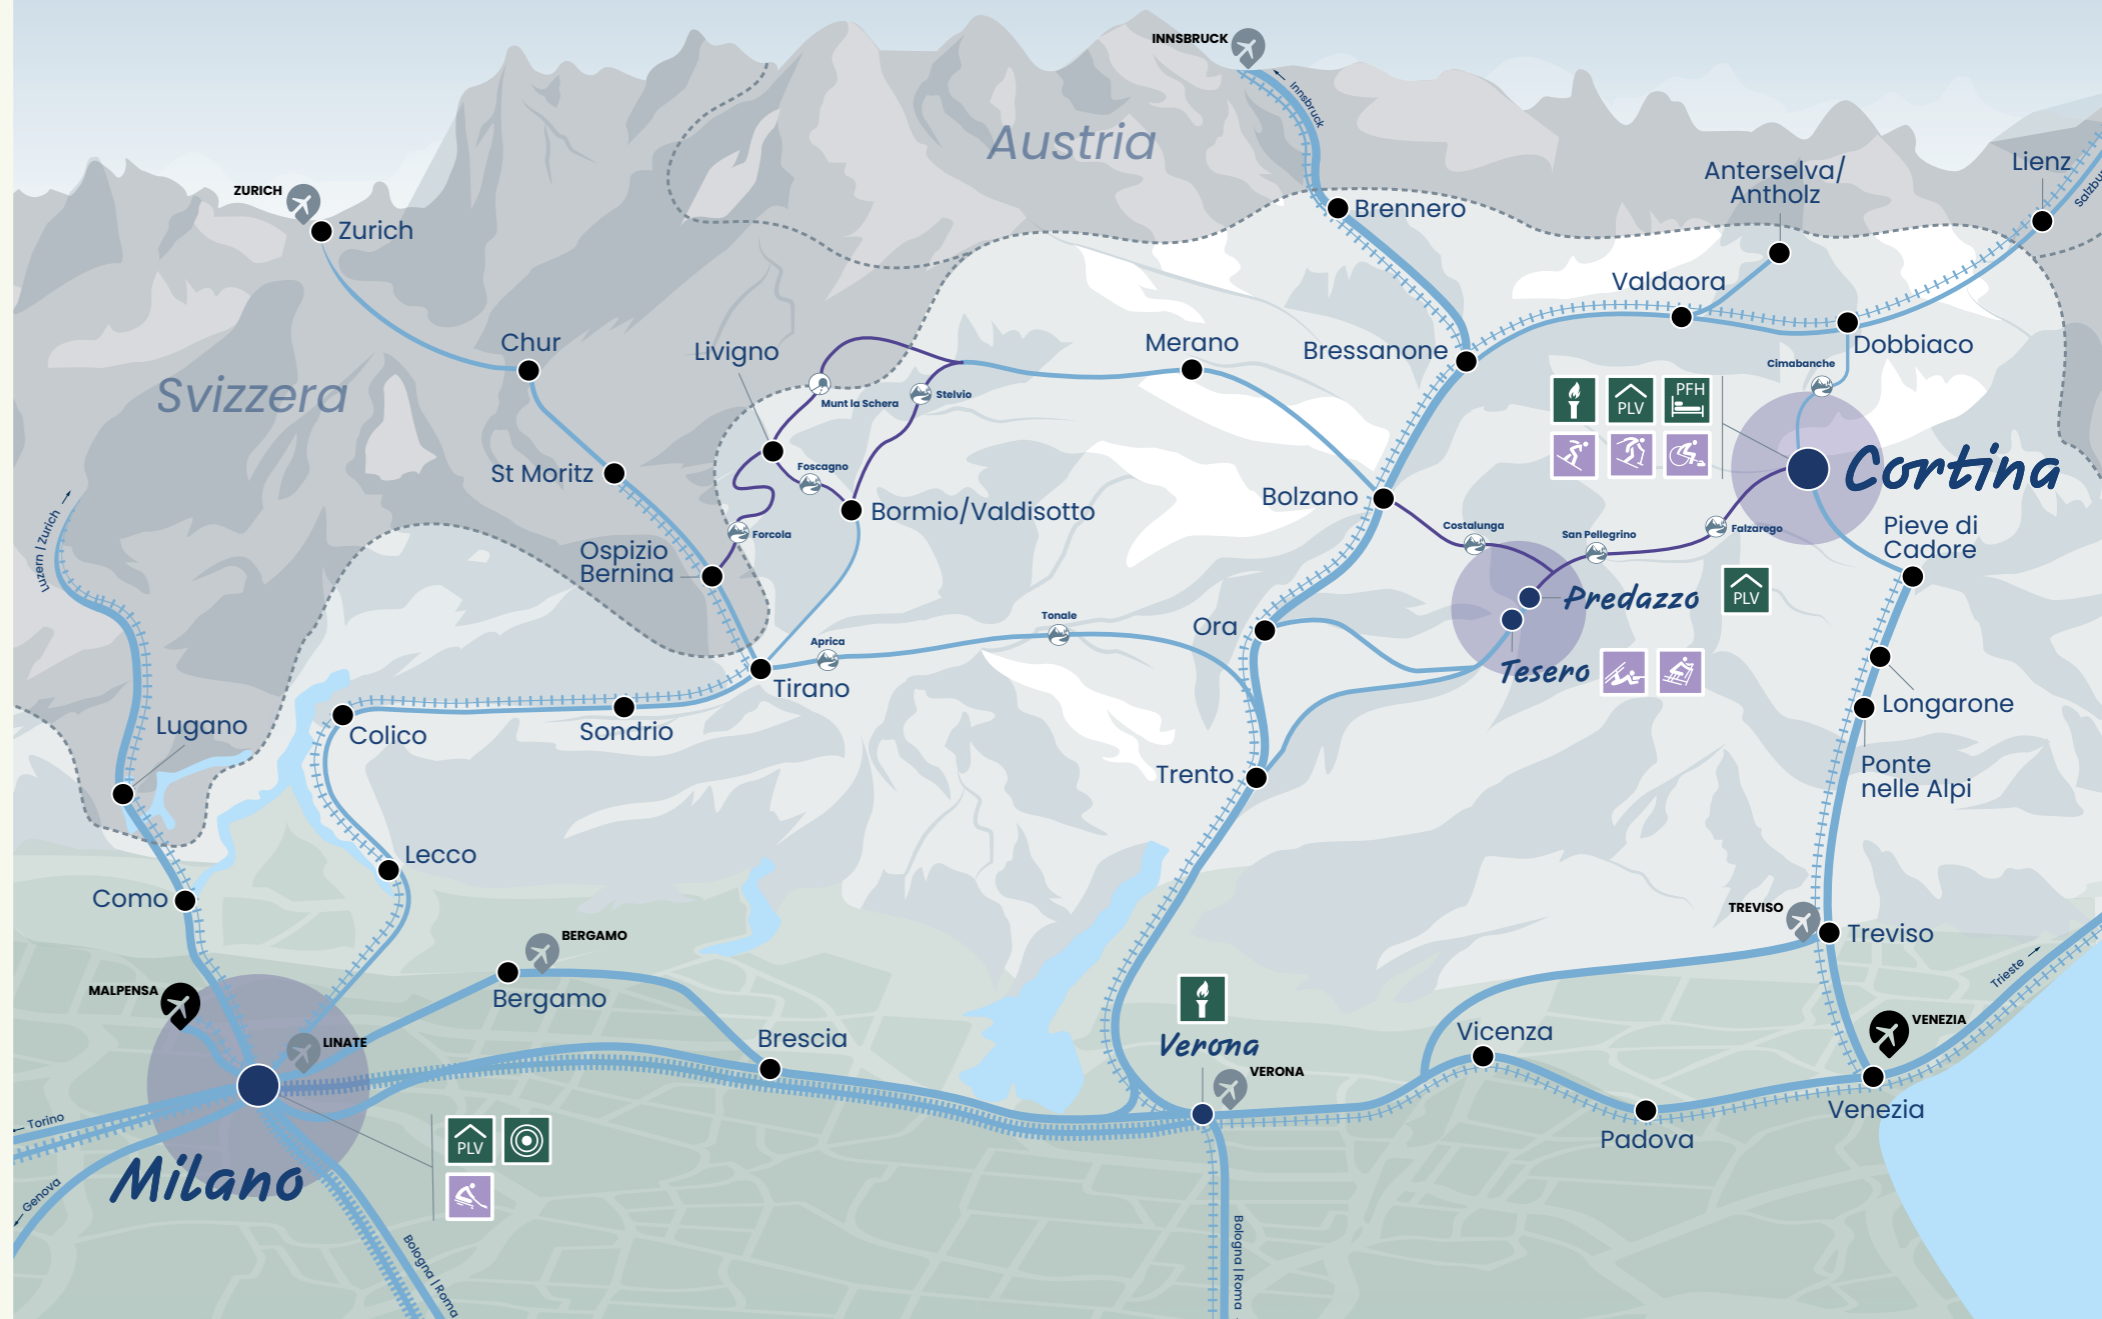 INNSBRUCK
Innsbruck
Austria
Anterselva/
Antholz
Lienz
ZURICH
Zurich
Brennero
Valdaora
Chur
Livigno
Merano
Bressanone
Dobbiaco
Cimabanche
Svizzera
Munt la Schera
Stelvio
PLV
PFH
St Moritz
Foscagno
Bormio/Valdisotto
Bolzano
Cortina
Luzern | Zurich
Forcola
Ospizio
Bernina
Costalunga
San Pellegrino
Falzarego
Pieve di
Cadore
Predazzo
PLV
Tonale
Aprica
Ora
Tesero
Tirano
Lugano
Colico
Sondrio
Longarone
Trento
Ponte
nelle Alpi
Lecco
Como
TREVISO
Treviso
BERGAMO
Bergamo
MALPENSA
LINATE
Brescia
Verona
VERONA
Vicenza
VENEZIA
Venezia
Trieste
Padova
Torino
PLV
Milano
Genova
Bologna | Roma
Bologna | Roma